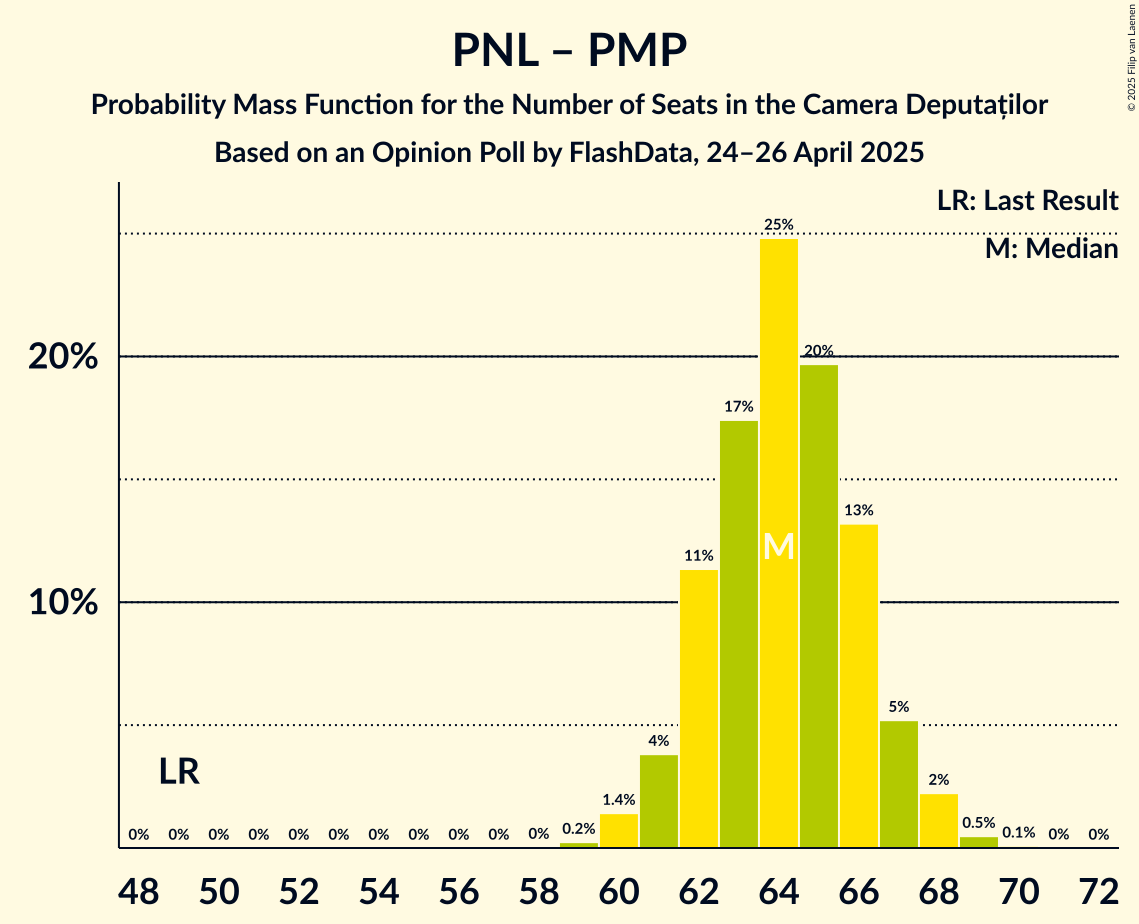 PNL – PMP
Probability Mass Function for the Number of Seats in the Camera Deputaților
Based on an Opinion Poll by FlashData, 24–26 April 2025
© 2025 Filip van Laenen
LR: Last Result
M: Median
25%
20%
20%
17%
13%
M
11%
10%
5%
4%
LR
2%
1.4%
0% 0% 0% 0% 0% 0% 0% 0% 0% 0% 0% 0.2% 0.5% 0.1% 0% 0%
48 50 52 54 56 58 60 62 64 66 68 70 72